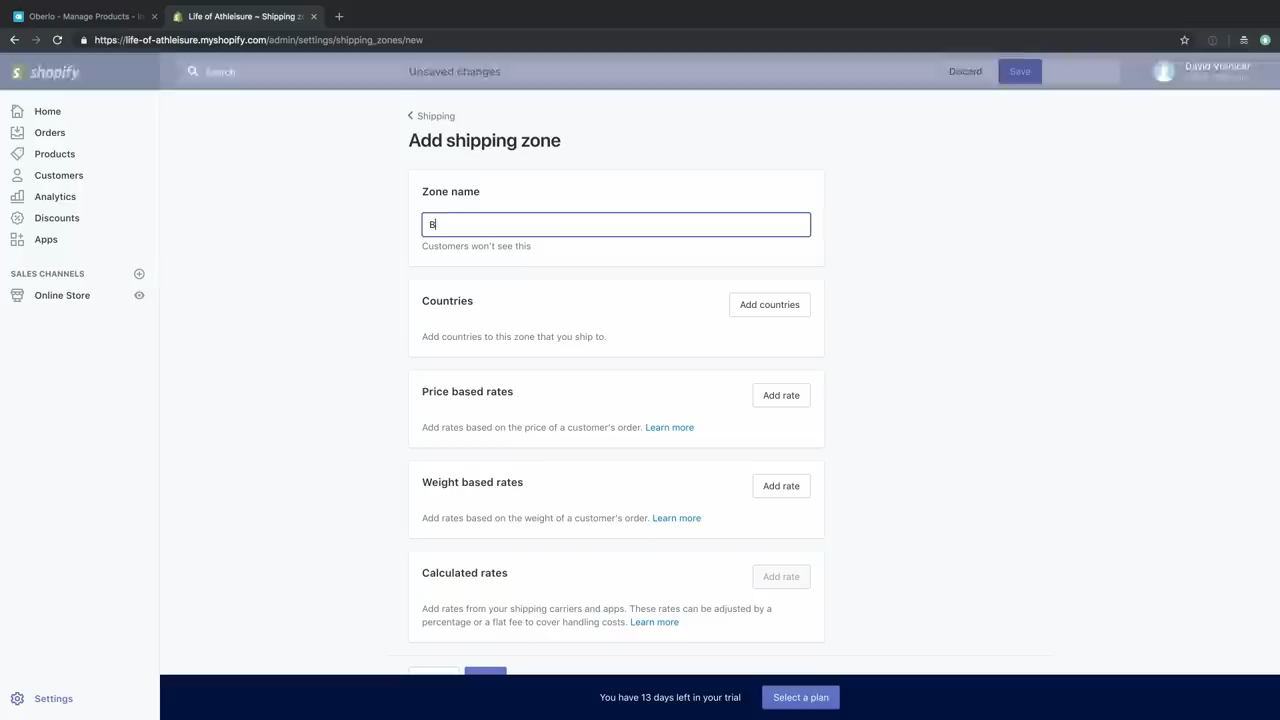 Oberlo - Manage Products - In
Life of Athleisure ~ Shipping zo
https://life-of-athleisure.myshopify.com/admin/settings/shipping_zones/new
shopify
Search
Unsaved changes
Discard
Save
Home
Orders
Products
Customers
Analytics
Discounts
Apps
SALES CHANNELS
Online Store
Settings
Shipping
Add shipping zone
Zone name
B
Customers won't see this
Countries
Add countries
Add countries to this zone that you ship to.
Price based rates
Add rate
Add rates based on the price of a customer's order. Learn more
Weight based rates
Add rate
Add rates based on the weight of a customer's order. Learn more
Calculated rates
Add rate
Add rates from your shipping carriers and apps. These rates can be adjusted by a
percentage or a flat fee to cover handling costs. Learn more
You have 13 days left in your trial
Select a plan